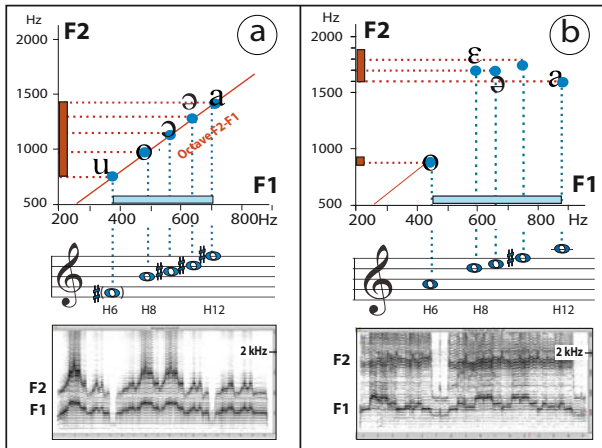 Hz F2 a
2000
1500
1000
500
u o ɔ ə a
Octave F2-F1
F1
200 400 600 800Hz
H6 H8 H12
2 kHz
F2
F1
Hz F2 b
2000
1500
1000
500
o ɛ ə a
F1
200 400 600 800 Hz
H6 H8 H12
2 kHz
F2
F1